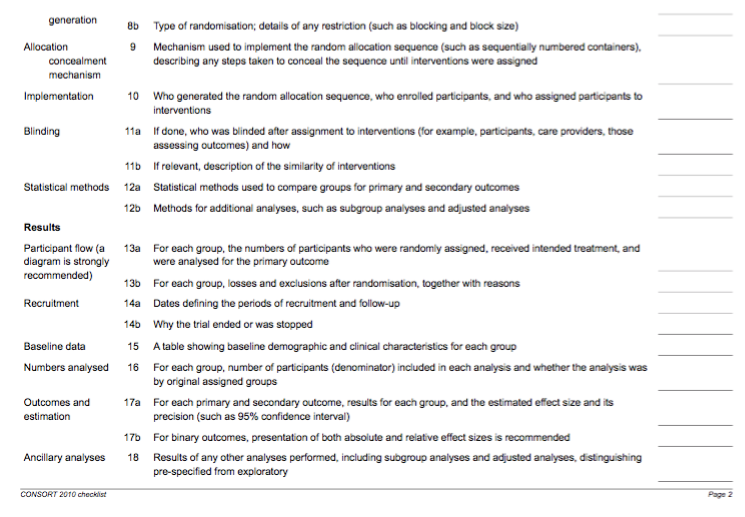 generation
8b Type of randomisation; details of any restriction (such as blocking and block size)
Allocation 9 Mechanism used to implement the random allocation sequence (such as sequentially numbered containers),
concealment describing any steps taken to conceal the sequence until interventions were assigned
mechanism
Implementation 10 Who generated the random allocation sequence, who enrolled participants, and who assigned participants to
interventions
Blinding 11a If done, who was blinded after assignment to interventions (for example, participants, care providers, those
assessing outcomes) and how
11b If relevant, description of the similarity of interventions
Statistical methods 12a Statistical methods used to compare groups for primary and secondary outcomes
12b Methods for additional analyses, such as subgroup analyses and adjusted analyses
Results
Participant flow (a 13a For each group, the numbers of participants who were randomly assigned, received intended treatment, and
diagram is strongly were analysed for the primary outcome
recommended) 13b For each group, losses and exclusions after randomisation, together with reasons
Recruitment 14a Dates defining the periods of recruitment and follow-up
14b Why the trial ended or was stopped
Baseline data 15 A table showing baseline demographic and clinical characteristics for each group
Numbers analysed 16 For each group, number of participants (denominator) included in each analysis and whether the analysis was
by original assigned groups
Outcomes and 17a For each primary and secondary outcome, results for each group, and the estimated effect size and its
estimation precision (such as 95% confidence interval)
17b For binary outcomes, presentation of both absolute and relative effect sizes is recommended
Ancillary analyses 18 Results of any other analyses performed, including subgroup analyses and adjusted analyses, distinguishing
pre-specified from exploratory
CONSORT 2010 checklist Page 2